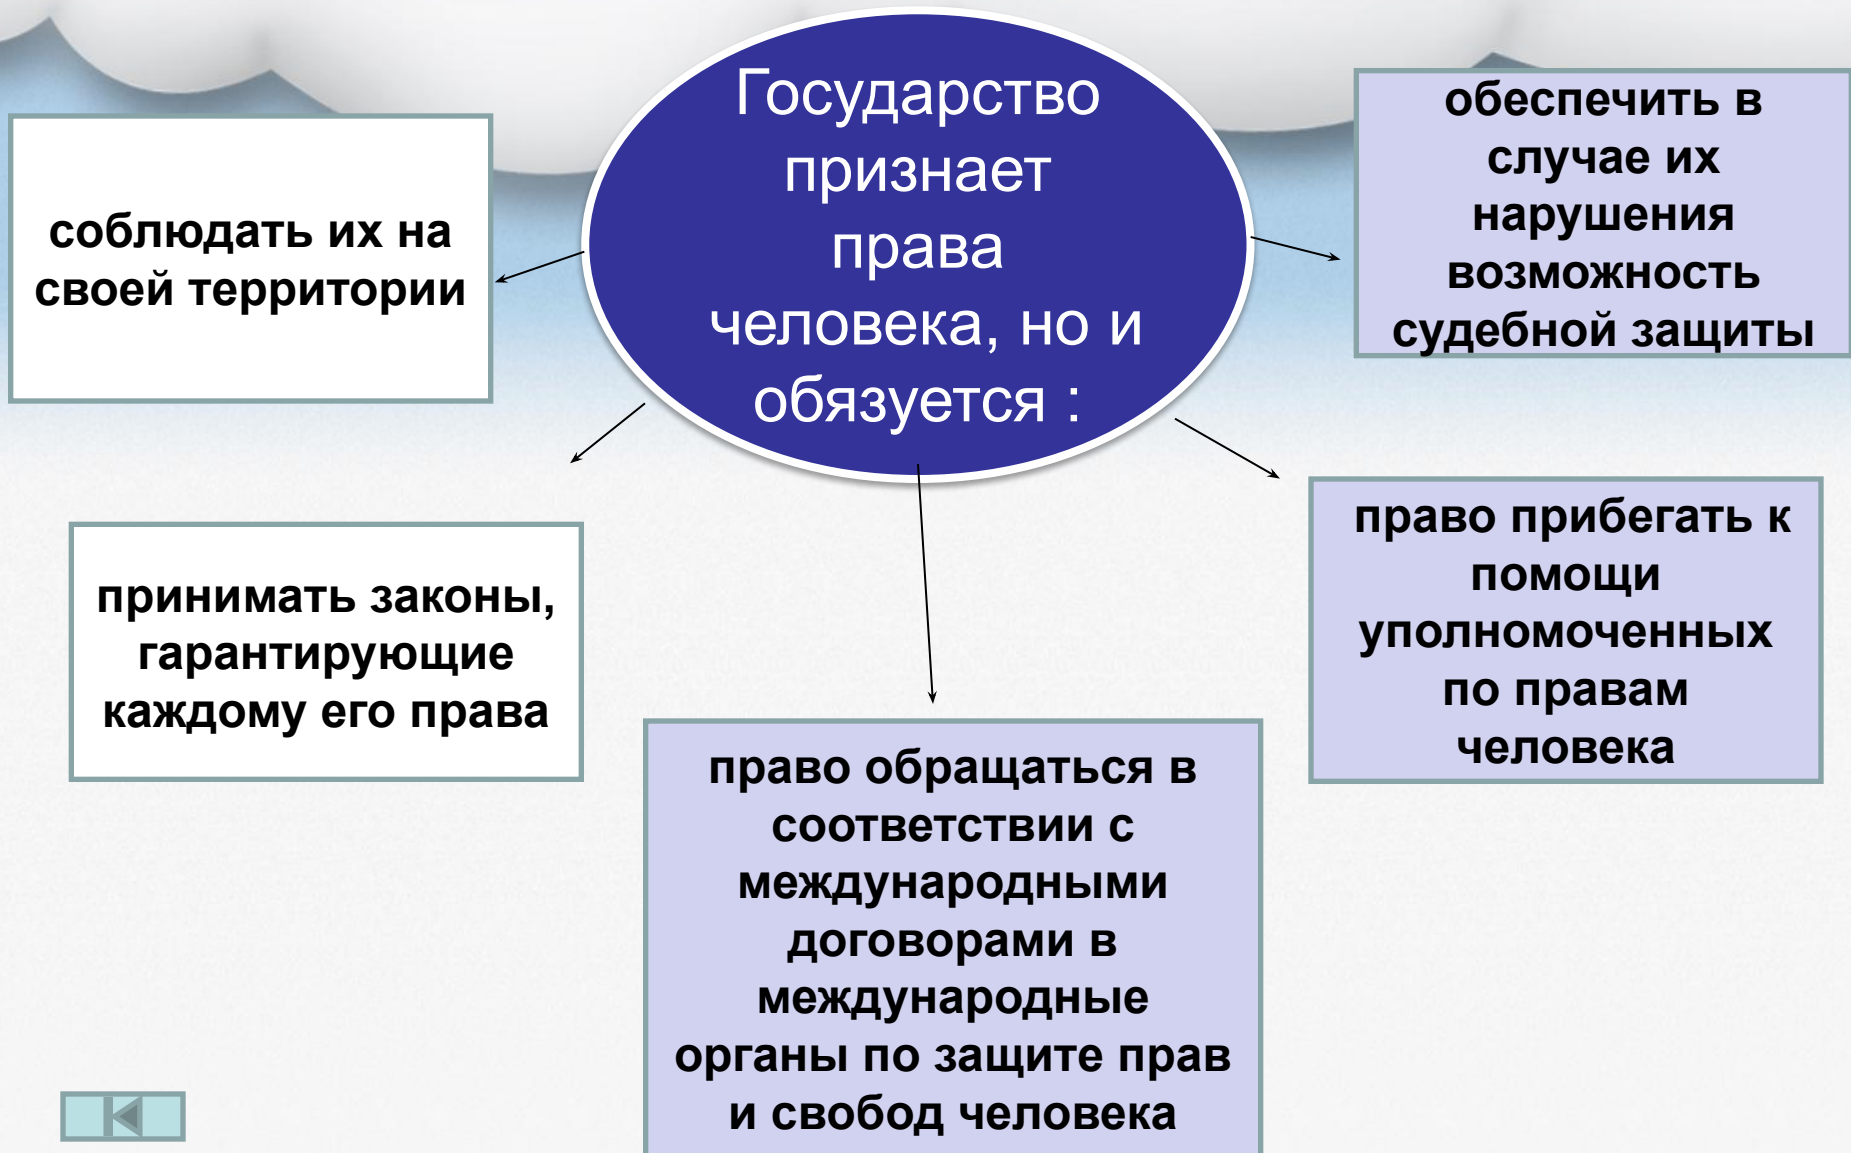 Государство
признает
права
человека, но и
обязуется :
соблюдать их на
своей территории
принимать законы,
гарантирующие
каждому его права
право обращаться в
соответствии с
международными
договорами в
международные
органы по защите прав
и свобод человека
право прибегать к
помощи
уполномоченных
по правам
человека
обеспечить в
случае их
нарушения
возможность
судебной защиты